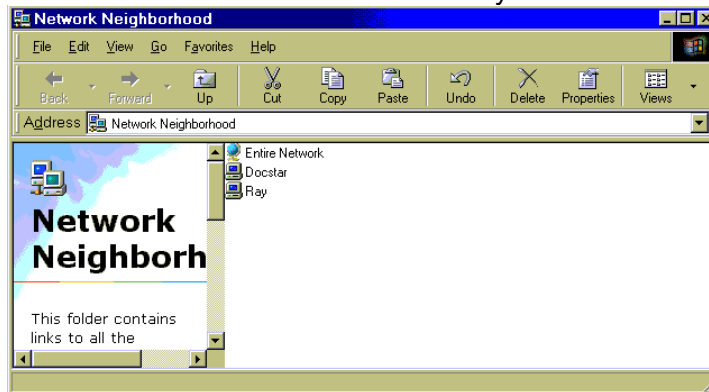 Network Neighborhood
File Edit View Go Favorites Help
Back Forward Up Cut Copy Paste Undo Delete Properties Views
Address Network Neighborhood
Entire Network
Docstar
Ray
Network
Neighborh
This folder contains
links to all the